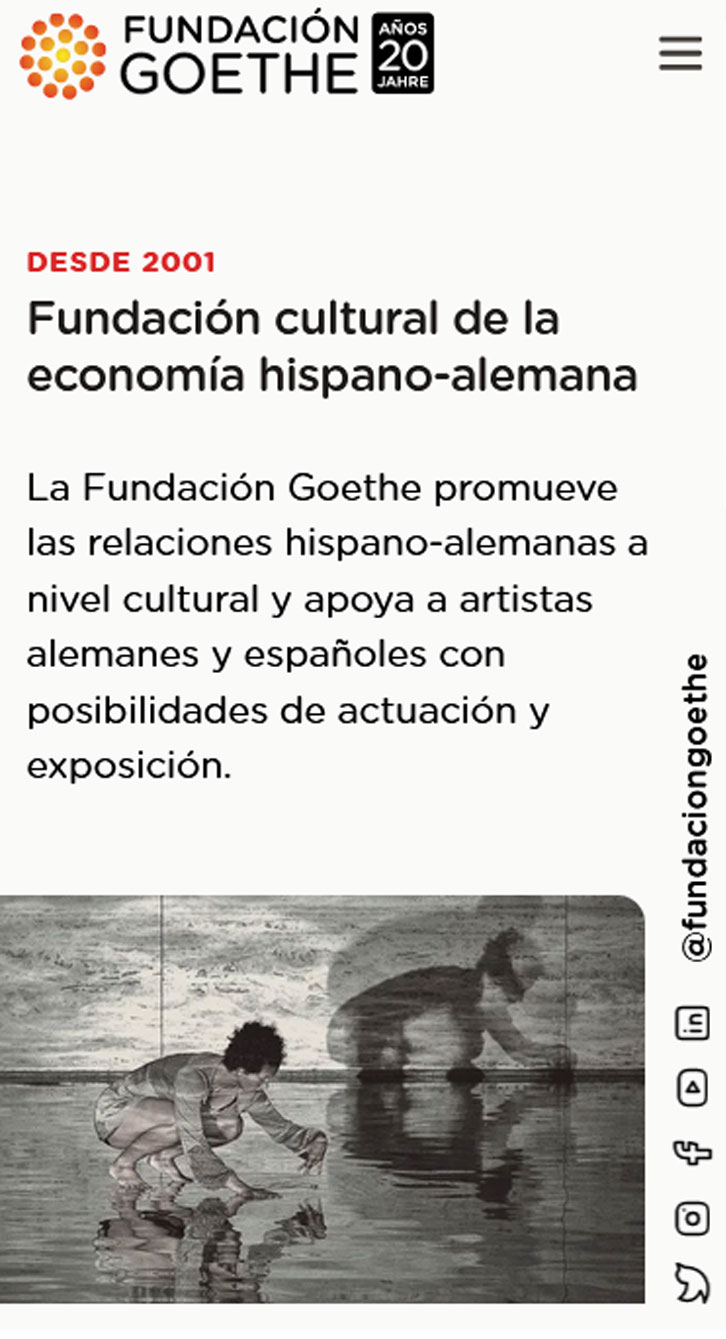 FUNDACIÓN
GOETHE
AÑOS
20
JAHRE
DESDE 2001
Fundación cultural de la
economía hispano-alemana
La Fundación Goethe promueve
las relaciones hispano-alemanas a
nivel cultural y apoya a artistas
alemanes y españoles con
posibilidades de actuación y
exposición.
@fundaciongoethe